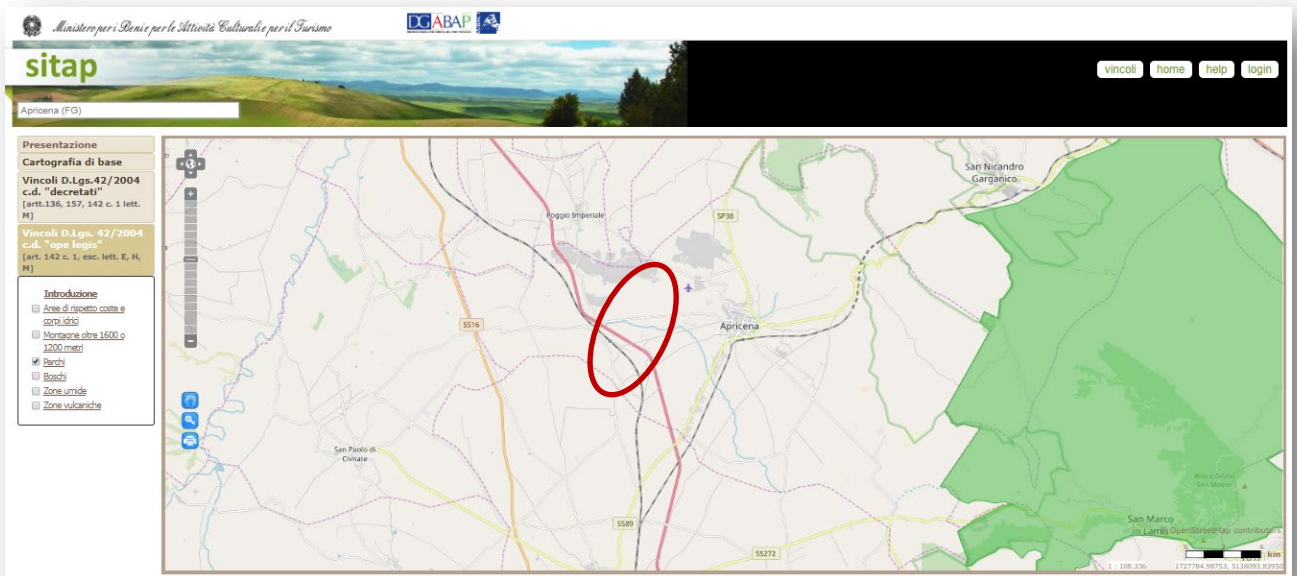 Ministero per i Beni e per le Attività Culturali e per il Turismo
DGABAP
sitap
vincoli
home
help
login
Apricena (FG)
Presentazione
Cartografia di base
Vincoli D.Lgs.42/2004
c.d. "decretati"
[artt.136, 157, 142 c. 1 lett.
M]
Vincoli D.Lgs. 42/2004
c.d. "ope legis"
[art. 142 c. 1, esc. lett. E, H,
M]
Introduzione
Aree di rispetto coste e
corpi idrici
Montagne oltre 1600 o
1200 metri
Parchi
Boschi
Zone umide
Zone vulcaniche
San Nicandro
Garganico
Poggio Imperiale
SP38
SS16
Apricena
San Paolo di
Civitate
SS89
SS272
Bosco Difesa
San Matteo
San Marco
in Lamis
OpenStreetMap contributors
km
1 : 108.336
1727784.98753, 5138093.83950